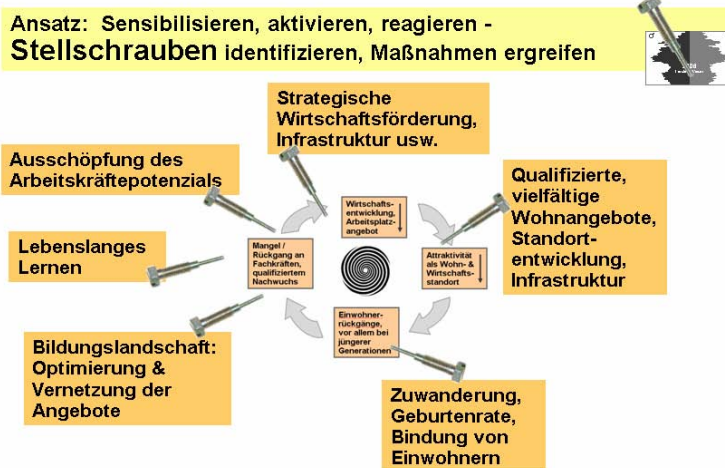 Ansatz: Sensibilisieren, aktivieren, reagieren -
Stellschrauben identifizieren, Maßnahmen ergreifen
Strategische
Wirtschaftsförderung,
Infrastruktur usw.
Ausschöpfung des
Arbeitskräftepotenzials
Qualifizierte,
vielfältige
Wohnangebote,
Standort-
entwicklung,
Infrastruktur
Wirtschafts-
entwicklung,
Arbeitsplatz-
angebot
Lebenslanges
Lernen
Mangel /
Rückgang an
Fachkräften,
qualifiziertem
Nachwuchs
Attraktivität
als Wohn- &
Wirtschafts-
standort
Einwohner-
rückgänge,
vor allem bei
jüngerer
Generationen
Bildungslandschaft:
Optimierung &
Vernetzung der
Angebote
Zuwanderung,
Geburtenrate,
Bindung von
Einwohnern